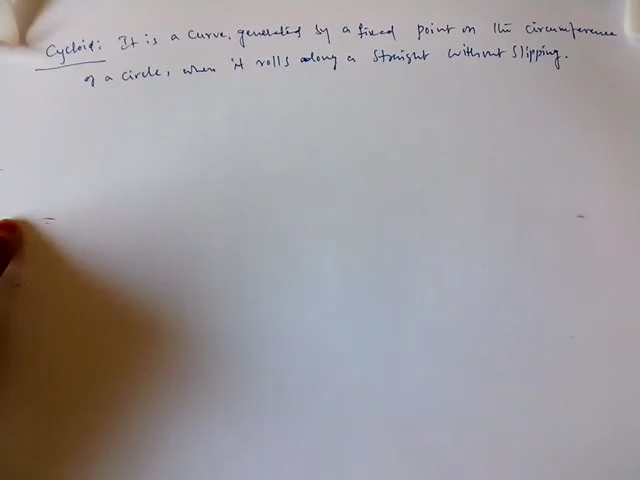 Cycloid: It is a curve, generated by a fixed point on the circumference
of a circle, when it rolls along a straight without slipping.